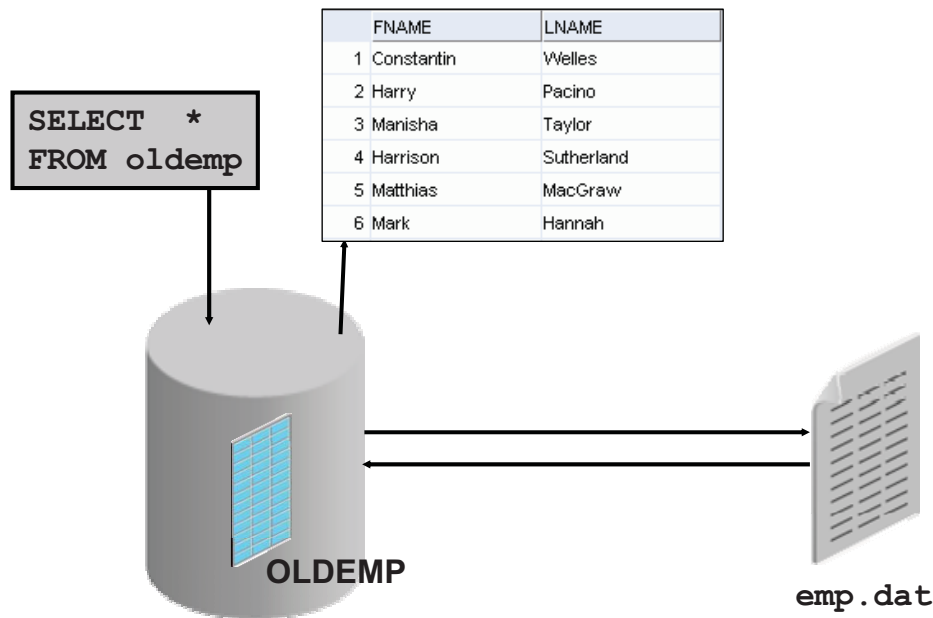 FNAME LNAME
1 Constantin Welles
2 Harry Pacino
3 Manisha Taylor
4 Harrison Sutherland
5 Matthias MacGraw
6 Mark Hannah
SELECT *
FROM oldemp
OLDEMP
emp.dat